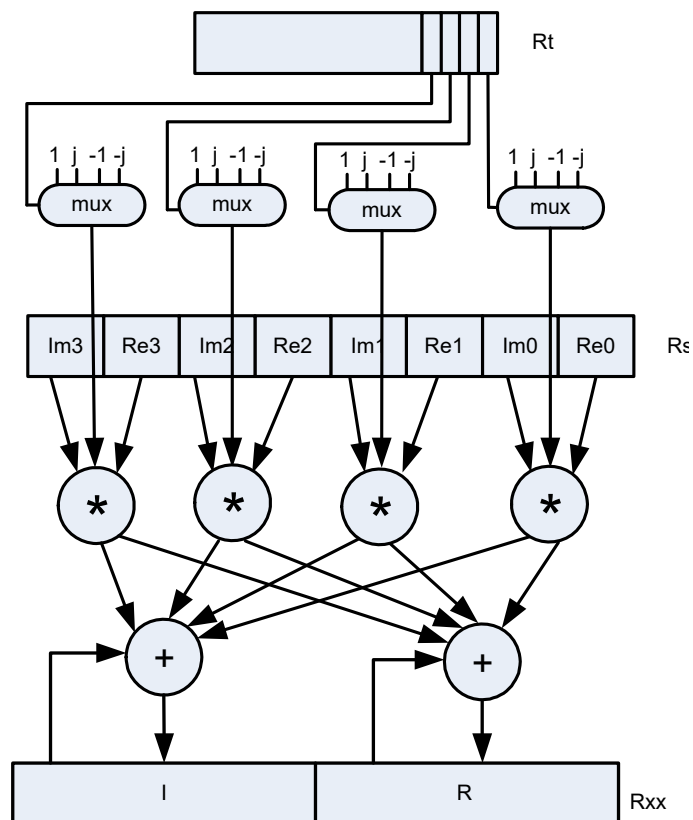 Rt
1 j -1 -j
1 j -1 -j
1 j -1 -j
1 j -1 -j
mux
mux
mux
mux
Im3 Re3 Im2 Re2 Im1 Re1 Im0 Re0 Rs
* * * *
+ +
I R
Rxx